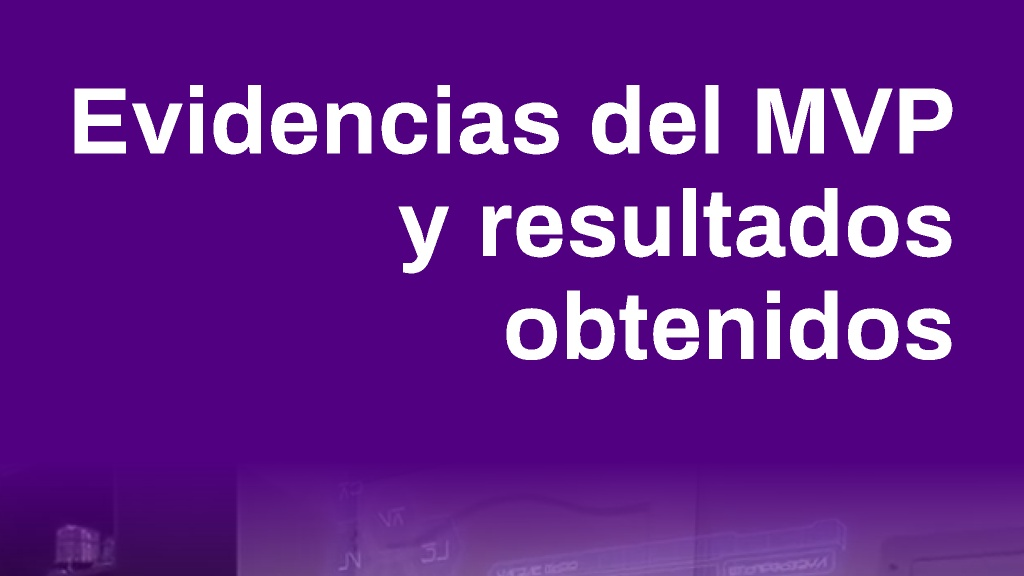 Evidencias del MVP
y resultados
obtenidos